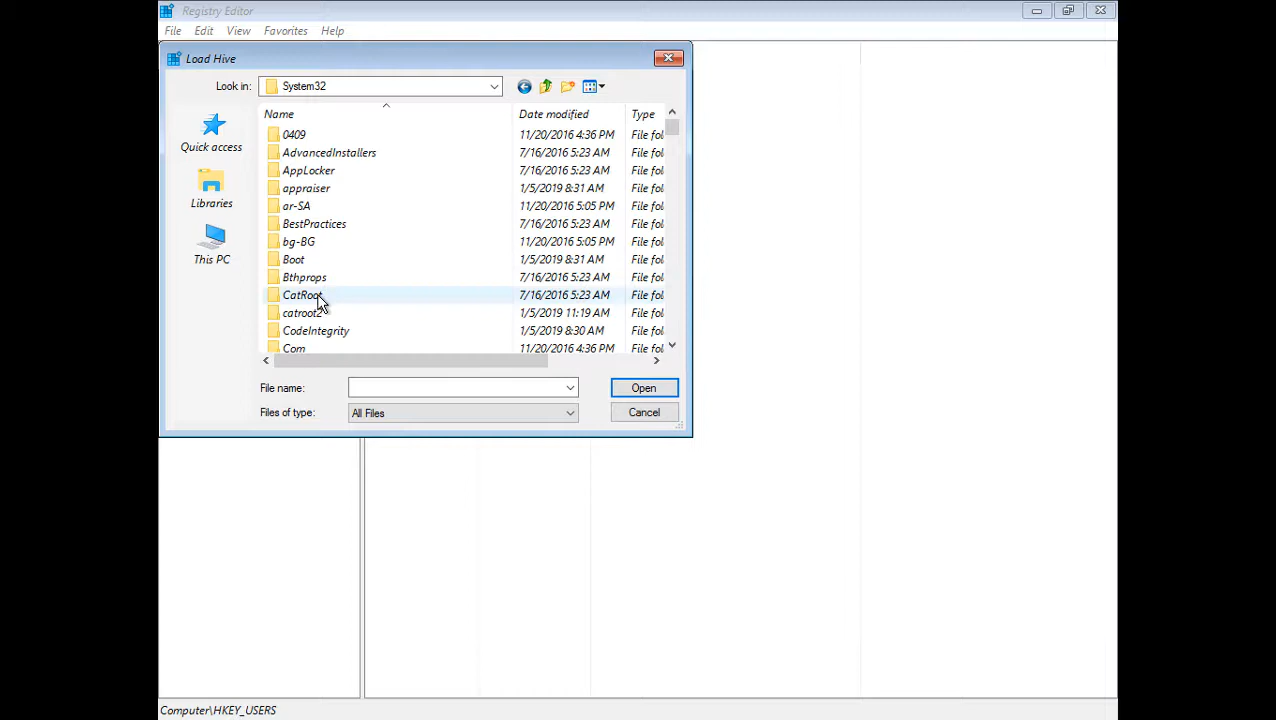 Registry Editor
File Edit View Favorites Help
Load Hive
Look in: System32
Name Date modified Type
0409 11/20/2016 4:36 PM File fol
AdvancedInstallers 7/16/2016 5:23 AM File fol
AppLocker 7/16/2016 5:23 AM File fol
appraiser 1/5/2019 8:31 AM File fol
ar-SA 11/20/2016 5:05 PM File fol
BestPractices 7/16/2016 5:23 AM File fol
bg-BG 11/20/2016 5:05 PM File fol
Boot 1/5/2019 8:31 AM File fol
Bthprops 7/16/2016 5:23 AM File fol
CatRoot 7/16/2016 5:23 AM File fol
catroot2 1/5/2019 11:19 AM File fol
CodeIntegrity 1/5/2019 8:30 AM File fol
Com 11/20/2016 4:36 PM File fol
Quick access
Libraries
This PC
File name: Open
Files of type: All Files Cancel
Computer\HKEY_USERS